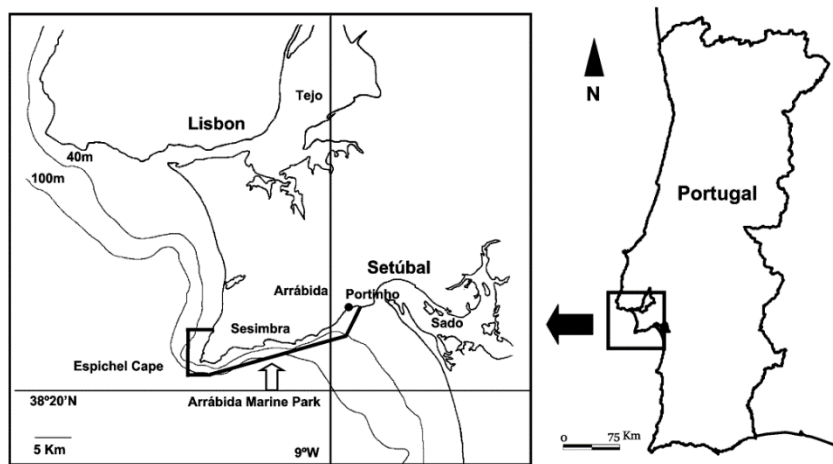 Tejo
Lisbon
40m
100m
Setúbal
Arrábida
Portinho
Sesimbra
Sado
Espichel Cape
38º20'N
Arrábida Marine Park
5 Km
9ºW
N
Portugal
0 75 Km